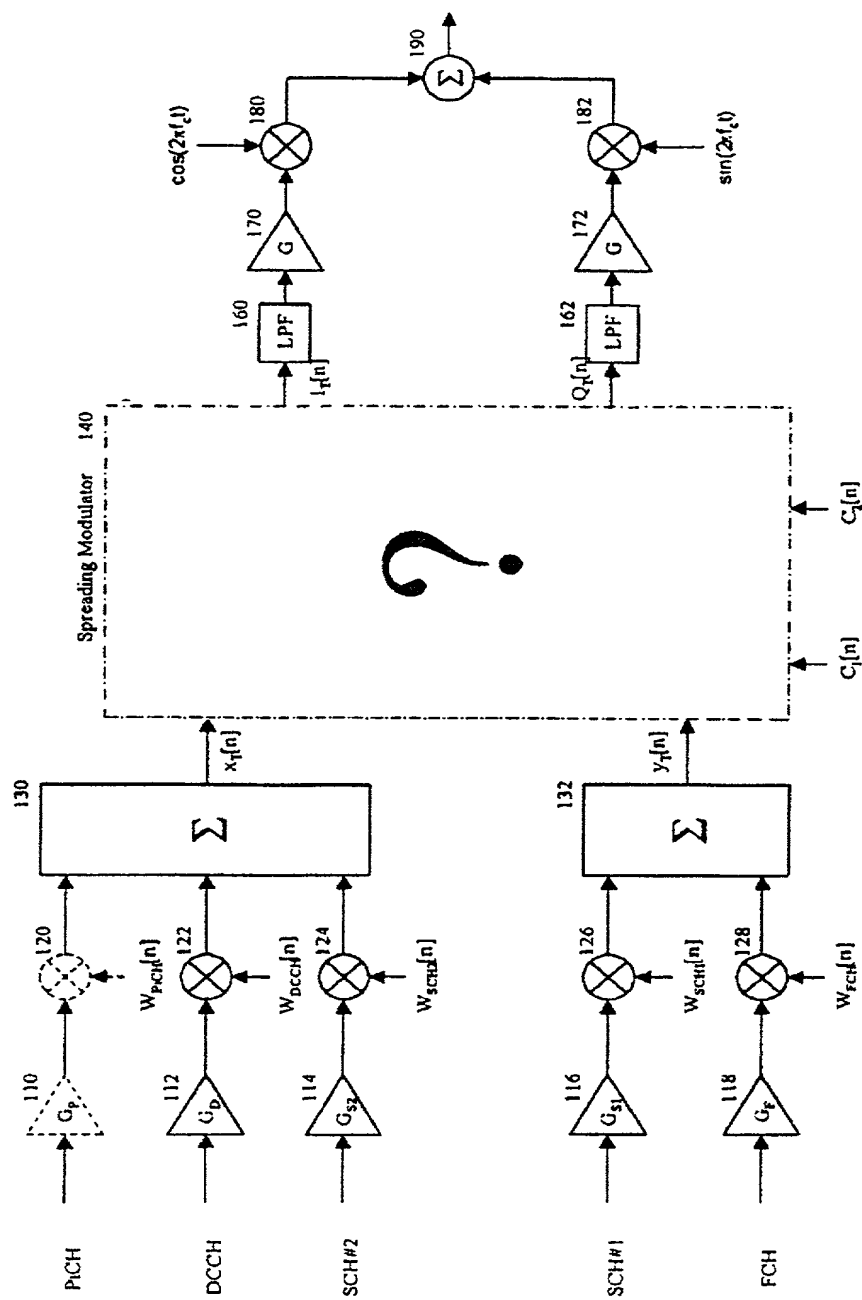 PiCH
110
G_P
120
W_PiCH[n]
DCCH
112
G_D
122
W_DCCH[n]
SCH#2
114
G_S2
124
W_SCH2[n]
SCH#1
116
G_S1
126
W_SCH1[n]
FCH
118
G_F
128
W_FCH[n]
130
Σ
x_T[n]
132
Σ
y_T[n]
Spreading Modulator 140
?
C_1[n]
C_2[n]
I_T[n]
160
LPF
170
G
cos(2πf_ct)
180
Q_T[n]
162
LPF
172
G
182
sin(2πf_ct)
190
Σ